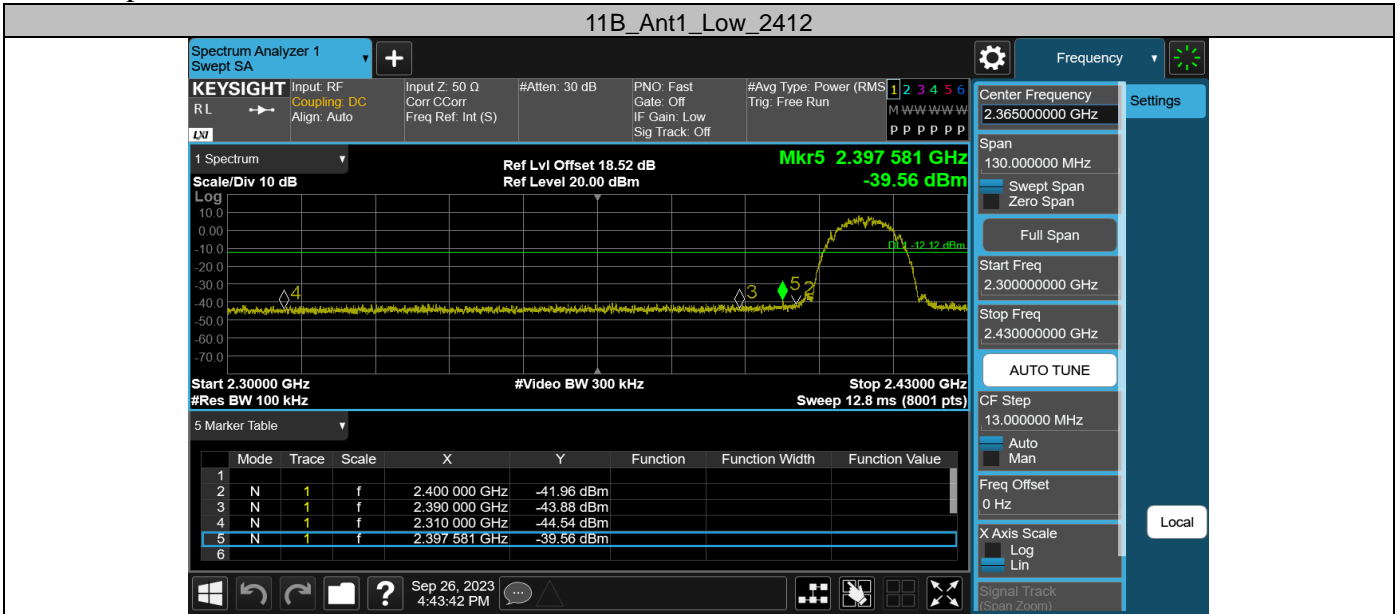 11B_Ant1_Low_2412
Spectrum Analyzer 1
Swept SA
Frequency
KEYSIGHT
RL
LXI
Input: RF
Coupling: DC
Align: Auto
Input Z: 50 Ω
Corr CCorr
Freq Ref: Int (S)
#Atten: 30 dB
PNO: Fast
Gate: Off
IF Gain: Low
Sig Track: Off
#Avg Type: Power (RMS
Trig: Free Run
1 2 3 4 5 6
M W W W W W
P P P P P P
Center Frequency
2.365000000 GHz
Settings
Span
130.000000 MHz
Swept Span
Zero Span
Full Span
Start Freq
2.300000000 GHz
Stop Freq
2.430000000 GHz
AUTO TUNE
CF Step
13.000000 MHz
Auto
Man
Freq Offset
0 Hz
X Axis Scale
Log
Lin
Signal Track
(Span Zoom)
Local
1 Spectrum
Scale/Div 10 dB
Ref Lvl Offset 18.52 dB
Ref Level 20.00 dBm
Mkr5 2.397 581 GHz
-39.56 dBm
Log
10.0
0.00
-10.0
-20.0
-30.0
-40.0
-50.0
-60.0
-70.0
DL1 -12.12 dBm
4
3
5
2
Start 2.30000 GHz
#Res BW 100 kHz
#Video BW 300 kHz
Stop 2.43000 GHz
Sweep 12.8 ms (8001 pts)
5 Marker Table
Mode Trace Scale X Y Function Function Width Function Value
1
2 N 1 f 2.400 000 GHz -41.96 dBm
3 N 1 f 2.390 000 GHz -43.88 dBm
4 N 1 f 2.310 000 GHz -44.54 dBm
5 N 1 f 2.397 581 GHz -39.56 dBm
6
?
Sep 26, 2023
4:43:42 PM